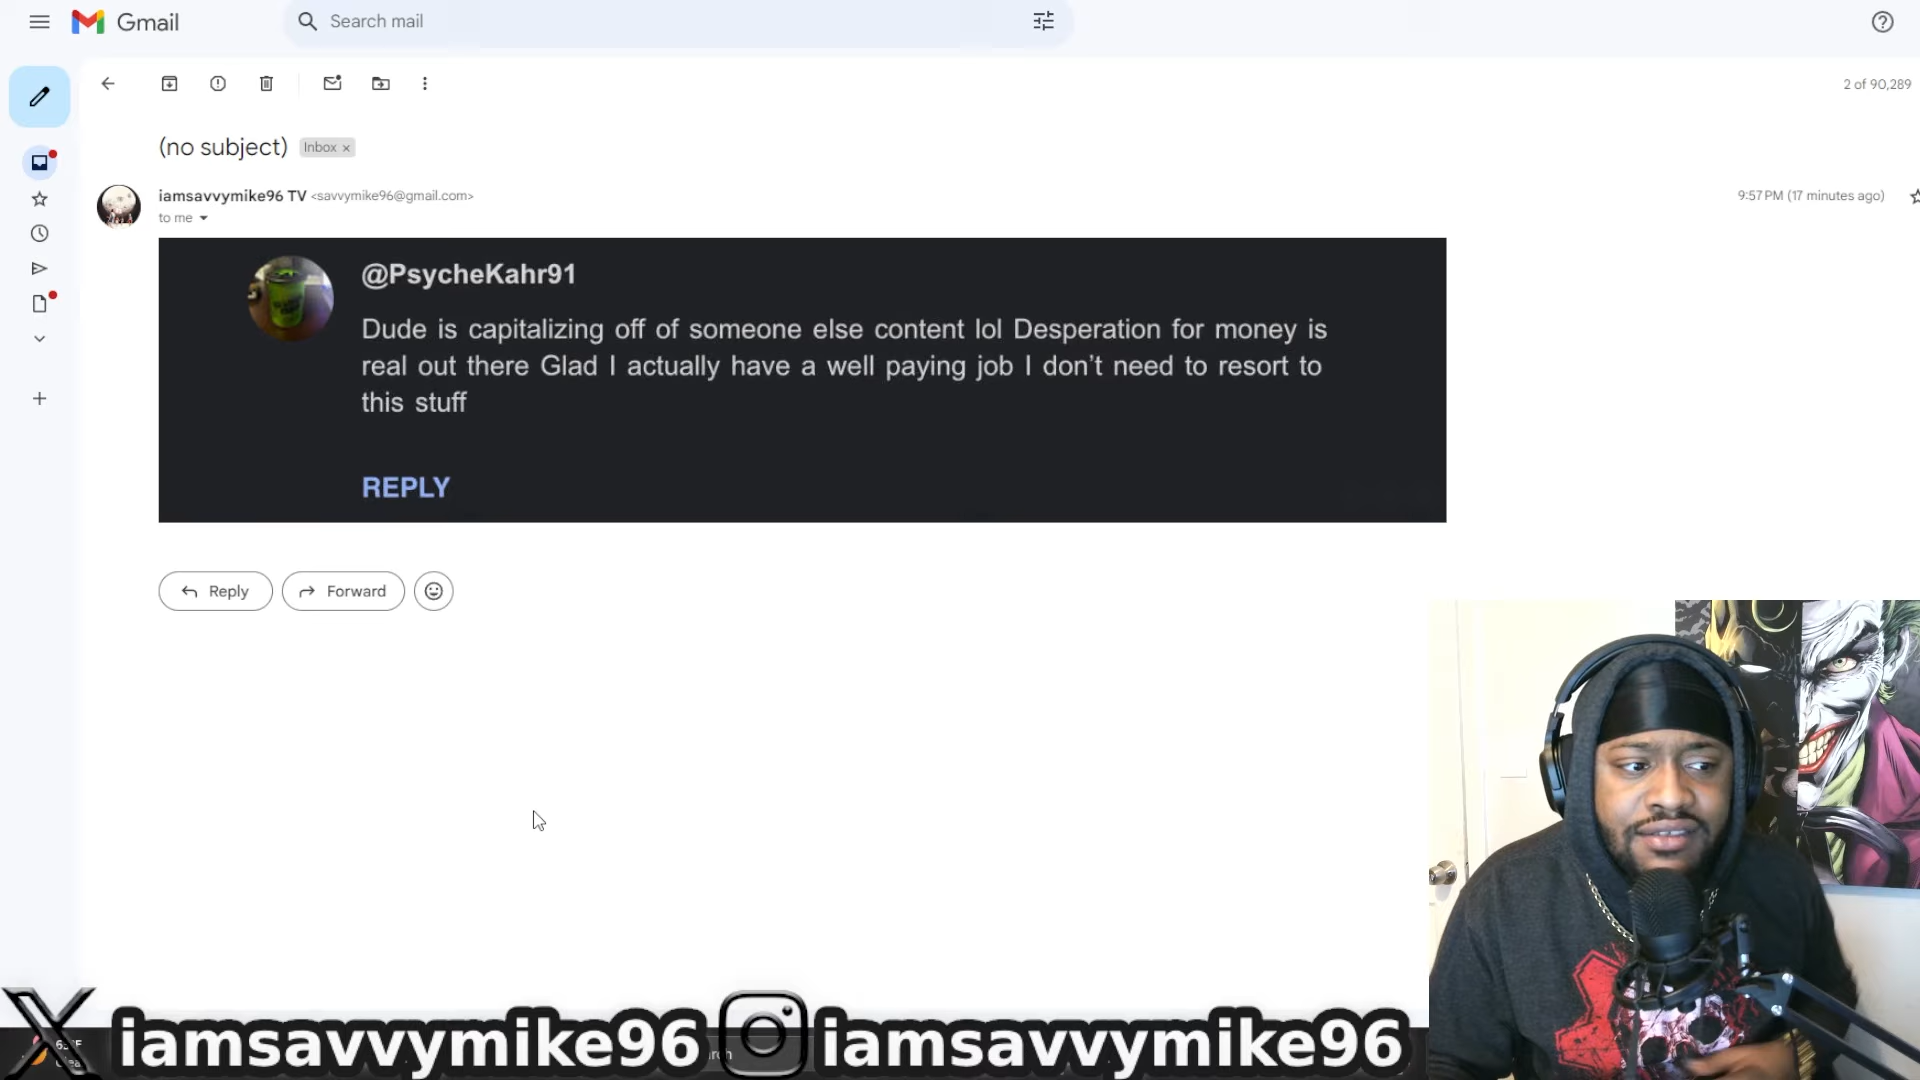 Gmail
Search mail
2 of 90,289
(no subject)
Inbox ×
iamsavvymike96 TV <savvymike96@gmail.com>
9:57 PM (17 minutes ago)
to me
@PsycheKahr91
Dude is capitalizing off of someone else content lol Desperation for money is
real out there Glad I actually have a well paying job I don't need to resort to
this stuff
REPLY
Reply
Forward
iamsavvymike96
iamsavvymike96